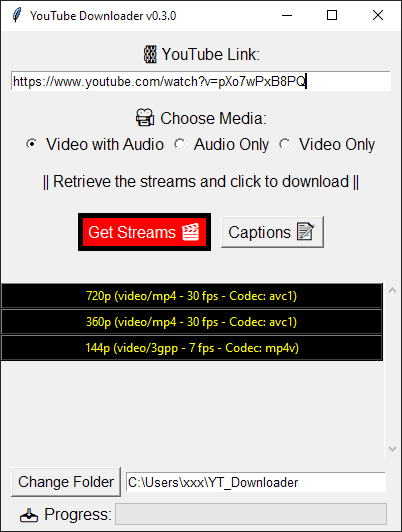 YouTube Downloader v0.3.0
YouTube Link:
https://www.youtube.com/watch?v=pXo7wPxB8PQ
Choose Media:
Video with Audio Audio Only Video Only
|| Retrieve the streams and click to download ||
Get Streams Captions
720p (video/mp4 - 30 fps - Codec: avc1)
360p (video/mp4 - 30 fps - Codec: avc1)
144p (video/3gpp - 7 fps - Codec: mp4v)
Change Folder C:\Users\xxx\YT_Downloader
Progress: